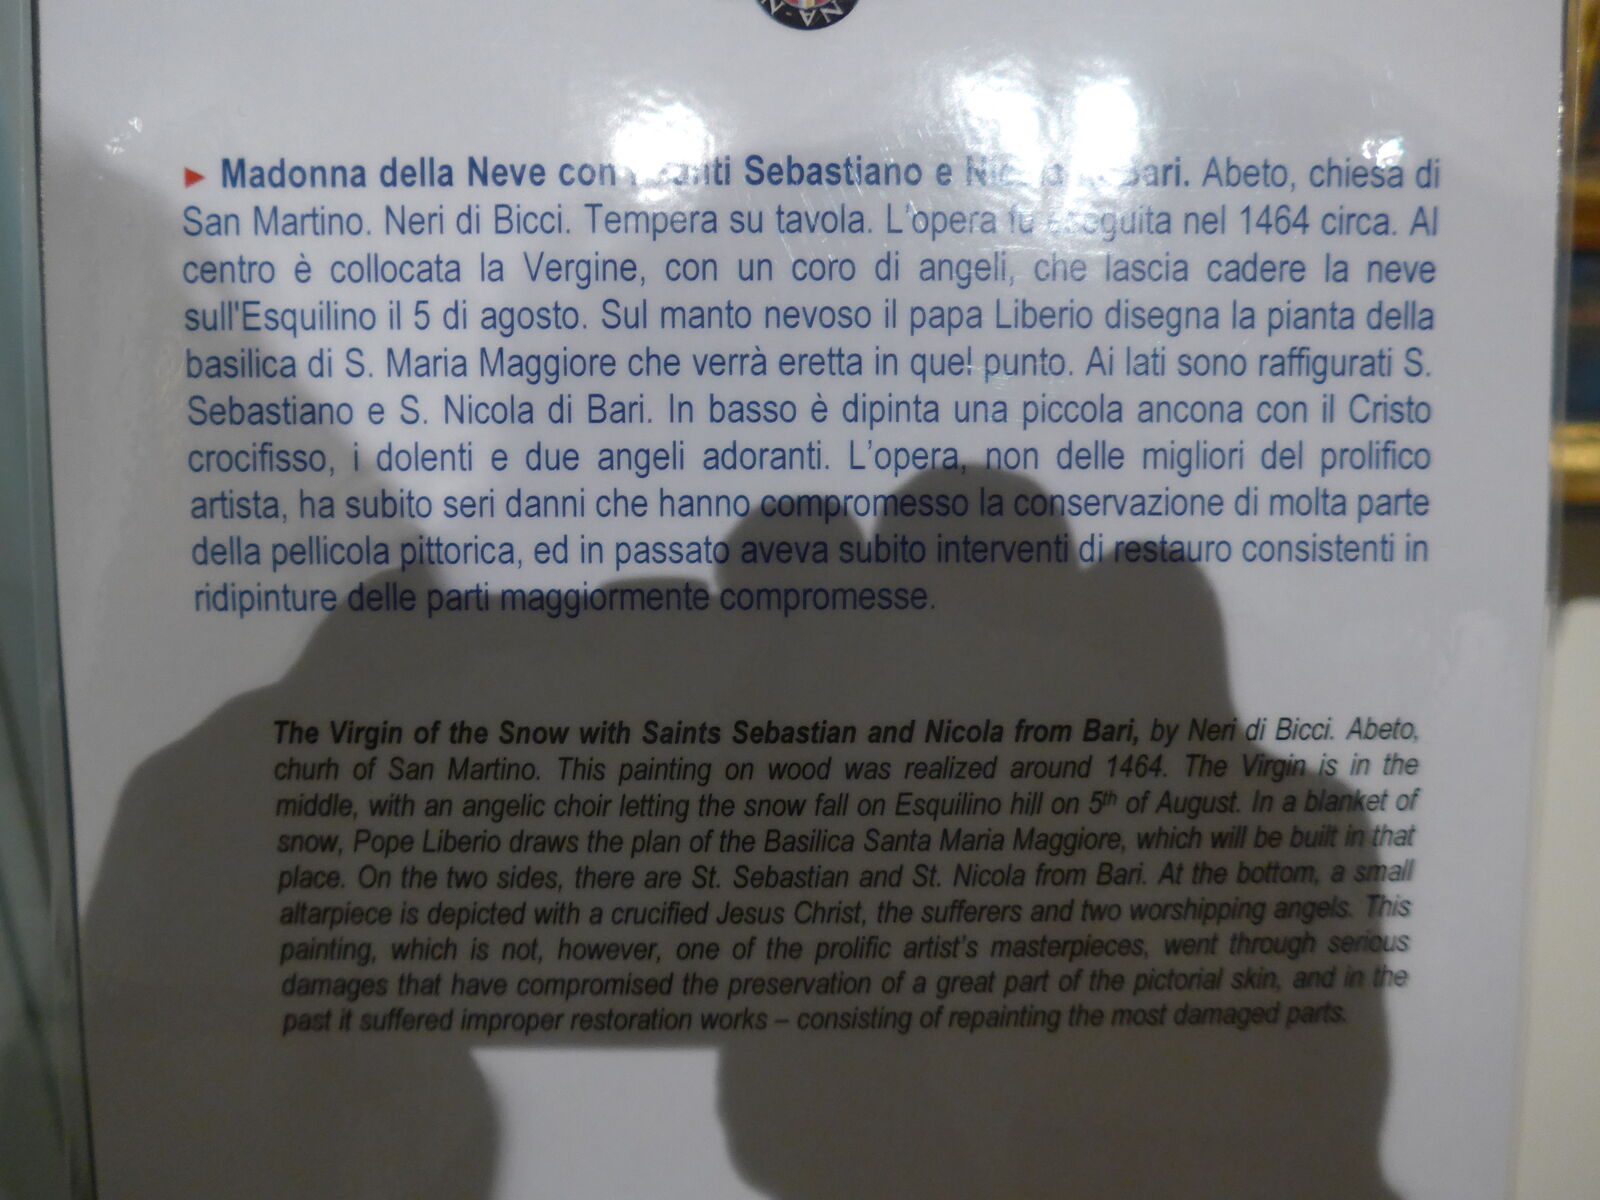 NA-N
► Madonna della Neve con i Santi Sebastiano e Nicola di Bari. Abeto, chiesa di
San Martino. Neri di Bicci. Tempera su tavola. L'opera fu eseguita nel 1464 circa. Al
centro è collocata la Vergine, con un coro di angeli, che lascia cadere la neve
sull'Esquilino il 5 di agosto. Sul manto nevoso il papa Liberio disegna la pianta della
basilica di S. Maria Maggiore che verrà eretta in quel punto. Ai lati sono raffigurati S.
Sebastiano e S. Nicola di Bari. In basso è dipinta una piccola ancona con il Cristo
crocifisso, i dolenti e due angeli adoranti. L'opera, non delle migliori del prolifico
artista, ha subito seri danni che hanno compromesso la conservazione di molta parte
della pellicola pittorica, ed in passato aveva subito interventi di restauro consistenti in
ridipinture delle parti maggiormente compromesse.
The Virgin of the Snow with Saints Sebastian and Nicola from Bari, by Neri di Bicci. Abeto,
churh of San Martino. This painting on wood was realized around 1464. The Virgin is in the
middle, with an angelic choir letting the snow fall on Esquilino hill on 5th of August. In a blanket of
snow, Pope Liberio draws the plan of the Basilica Santa Maria Maggiore, which will be built in that
place. On the two sides, there are St. Sebastian and St. Nicola from Bari. At the bottom, a small
altarpiece is depicted with a crucified Jesus Christ, the sufferers and two worshipping angels. This
painting, which is not, however, one of the prolific artist's masterpieces, went through serious
damages that have compromised the preservation of a great part of the pictorial skin, and in the
past it suffered improper restoration works – consisting of repainting the most damaged parts.